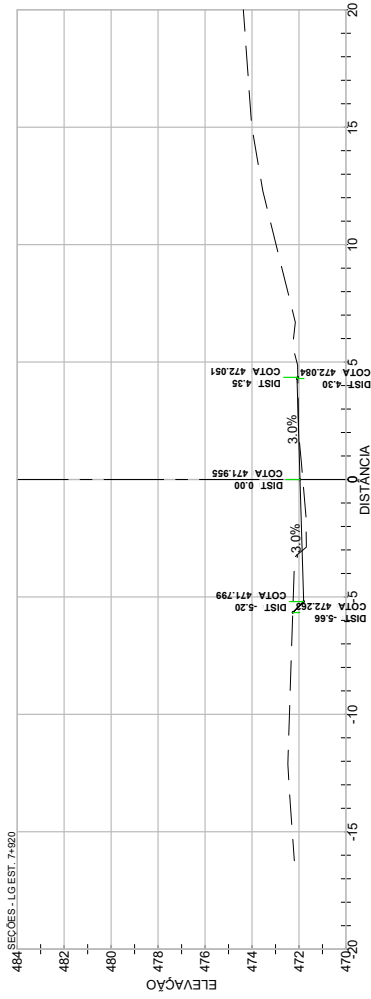 SEÇÕES - LG EST. 7+920
484
482
480
478
476
474
472
470
ELEVAÇÃO
DIST -5.20
COTA 471.799
DIST 0.00
COTA 471.955
DIST 4.35
COTA 472.051
3.0%
3.0%
COTA 472.263
DIST -5.66
COTA 472.084
DIST 4.30
-20
-15
-10
-5
0
5
10
15
20
DISTÂNCIA